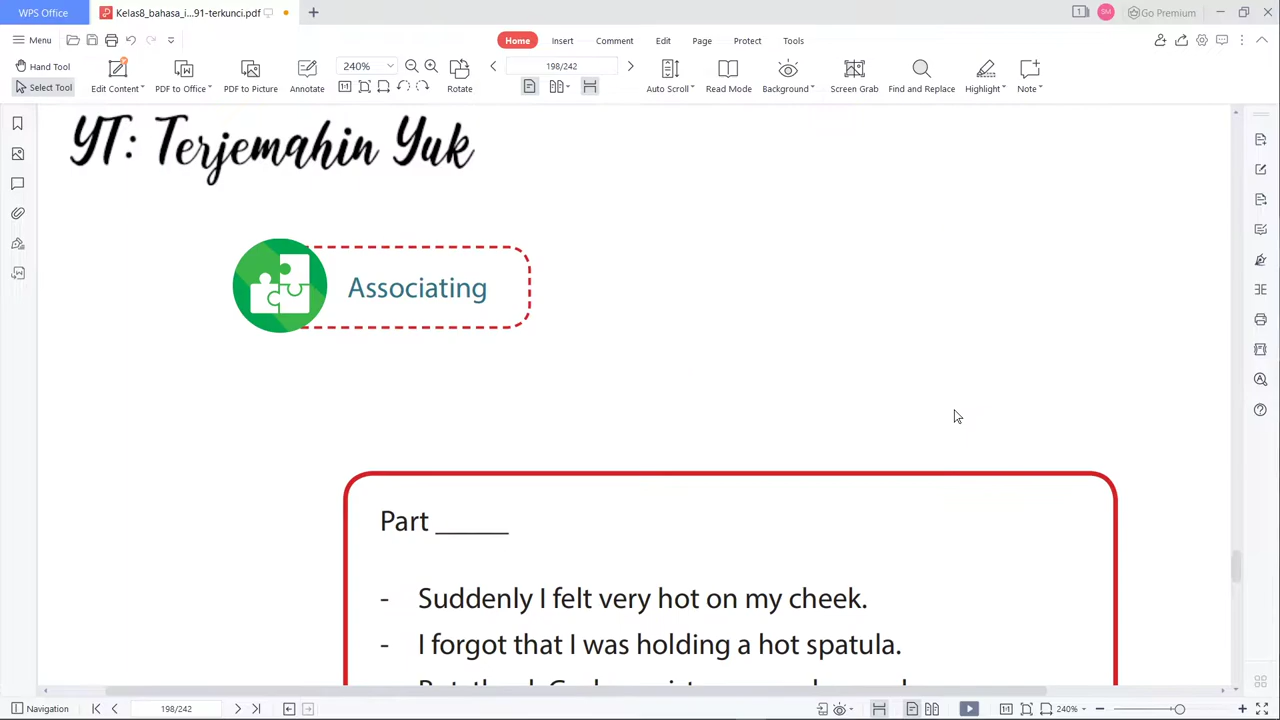 WPS Office
Kelas8_bahasa_i...91-terkunci.pdf
1
SM
Go Premium
Menu
Home
Insert
Comment
Edit
Page
Protect
Tools
Hand Tool
Select Tool
Edit Content
PDF to Office
PDF to Picture
Annotate
240%
Rotate
198/242
Auto Scroll
Read Mode
Background
Screen Grab
Find and Replace
Highlight
Note
YT: Terjemahin Yuk
Associating
Part ______
- Suddenly I felt very hot on my cheek.
- I forgot that I was holding a hot spatula.
Navigation
198/242
240%